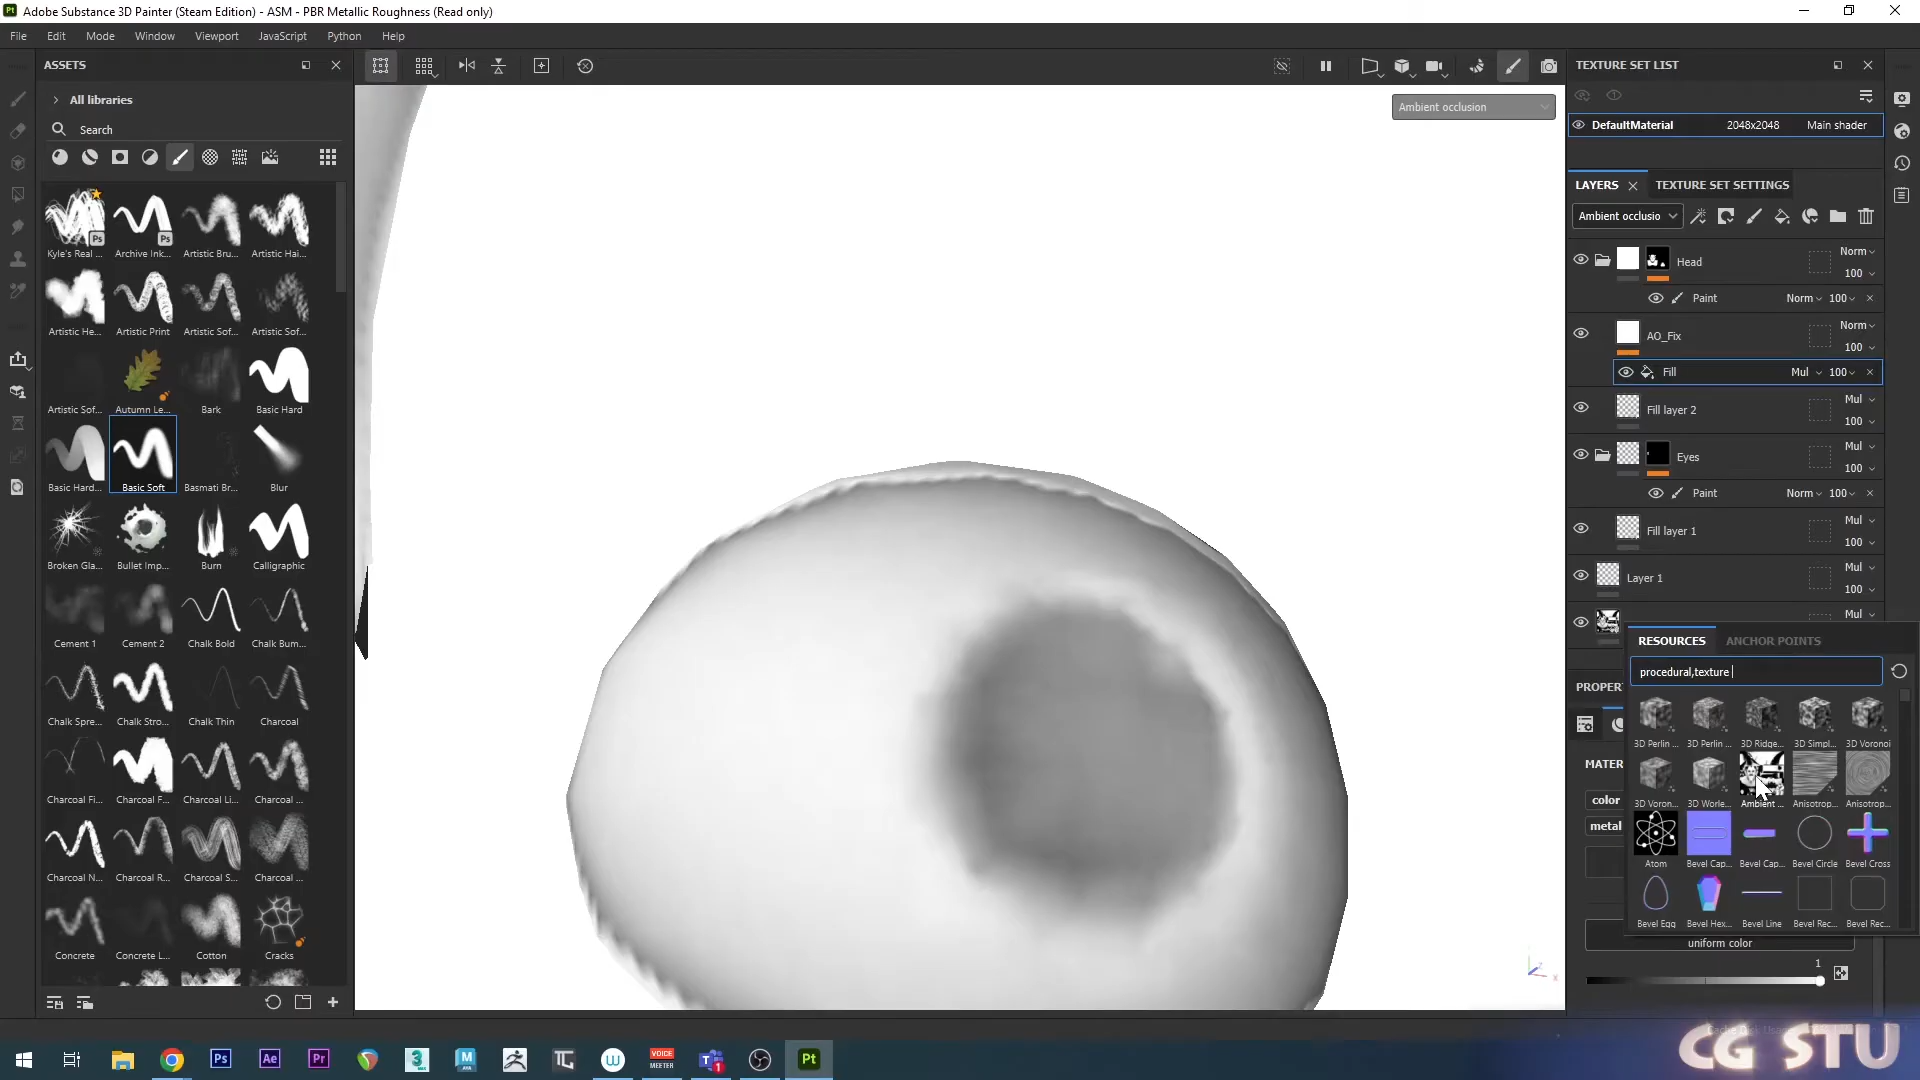 Adobe Substance 3D Painter (Steam Edition) - ASM - PBR Metallic Roughness (Read only)
File Edit Mode Window Viewport JavaScript Python Help
ASSETS
All libraries
Search
Kyle's Real ... Archive Ink... Artistic Bru... Artistic Hai...
Artistic He... Artistic Print Artistic Sof... Artistic Sof...
Artistic Sof... Autumn Le... Bark Basic Hard
Basic Hard... Basic Soft Basmati Br... Blur
Broken Gla... Bullet Imp... Burn Calligraphic
Cement 1 Cement 2 Chalk Bold Chalk Bum...
Chalk Spre... Chalk Stro... Chalk Thin Charcoal
Charcoal Fi... Charcoal F... Charcoal Li... Charcoal ...
Charcoal N... Charcoal R... Charcoal S... Charcoal ...
Concrete Concrete L... Cotton Cracks
Ambient occlusion
TEXTURE SET LIST
DefaultMaterial 2048x2048 Main shader
LAYERS TEXTURE SET SETTINGS
Ambient occlusio
Head Norm
100
Paint Norm 100
AO_Fix Norm
100
Fill Mul 100
Fill layer 2 Mul
100
Eyes Mul
100
Paint Norm 100
Fill layer 1 Mul
100
Layer 1 Mul
100
Mul
RESOURCES ANCHOR POINTS
procedural,texture
PROPER
3D Perlin ... 3D Perlin ... 3D Ridge... 3D Simpl... 3D Voronoi
MATER
3D Voron... 3D Worle... Ambient ... Anisotrop... Anisotrop...
color
metal
Atom Bevel Cap... Bevel Cap... Bevel Circle Bevel Cross
Bevel Egg Bevel Hex... Bevel Line Bevel Rec... Bevel Rec...
uniform color
1
CG STU
Ps Ae Pr 3 M TG W VOICE MEETER T 1 Pt